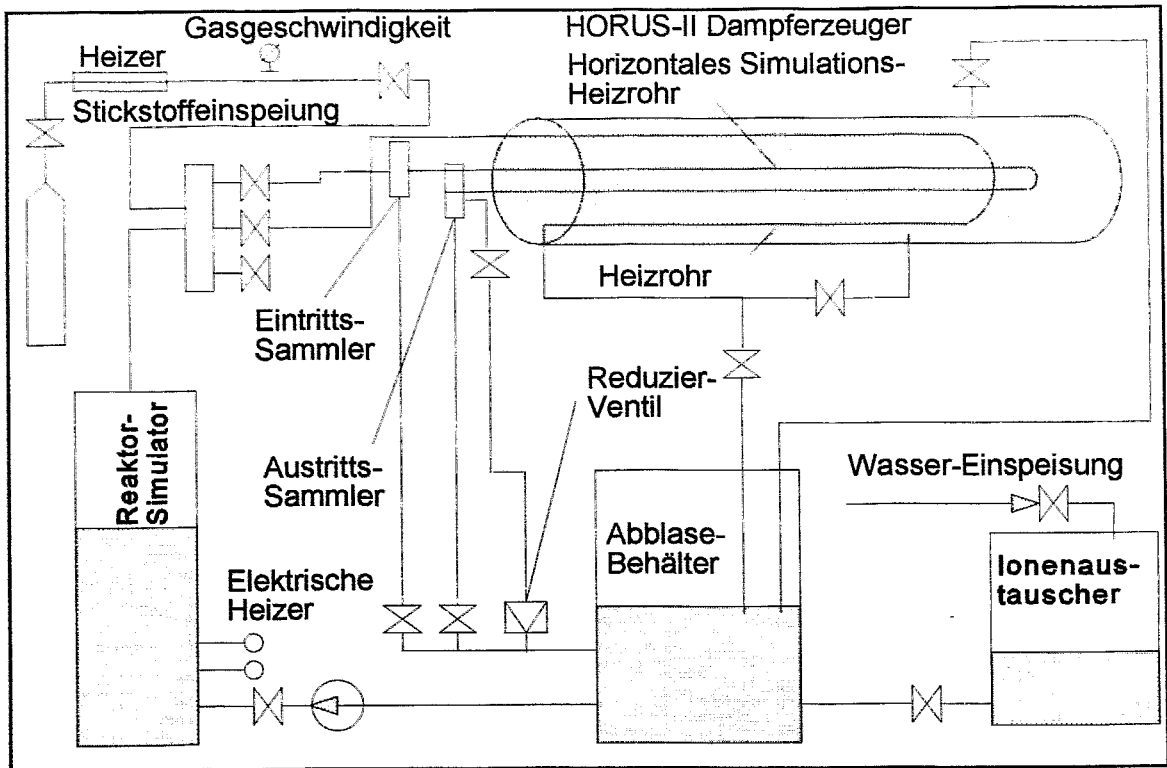 Gasgeschwindigkeit
HORUS-II Dampferzeuger
Heizer
Horizontales Simulations-
Heizrohr
Stickstoffeinspeiung
Heizrohr
Eintritts-
Sammler
Reduzier-
Ventil
Reaktor-
Simulator
Austritts-
Sammler
Wasser-Einspeisung
Abblase-
Behälter
Ionenaus-
tauscher
Elektrische
Heizer